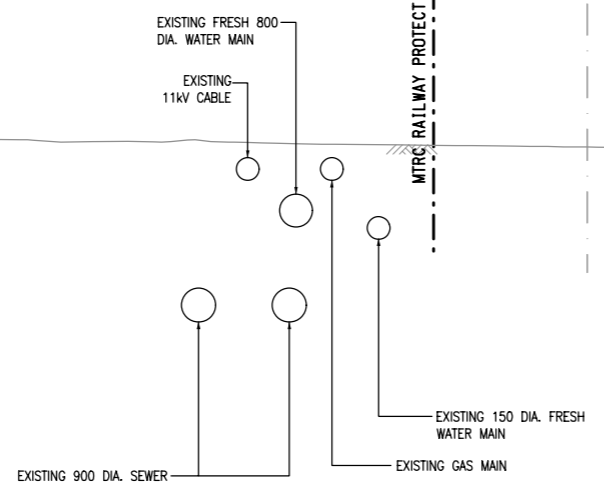 EXISTING FRESH 800
DIA. WATER MAIN
EXISTING
11kV CABLE
MTRC RAILWAY PROTECT
EXISTING 150 DIA. FRESH
WATER MAIN
EXISTING GAS MAIN
EXISTING 900 DIA. SEWER